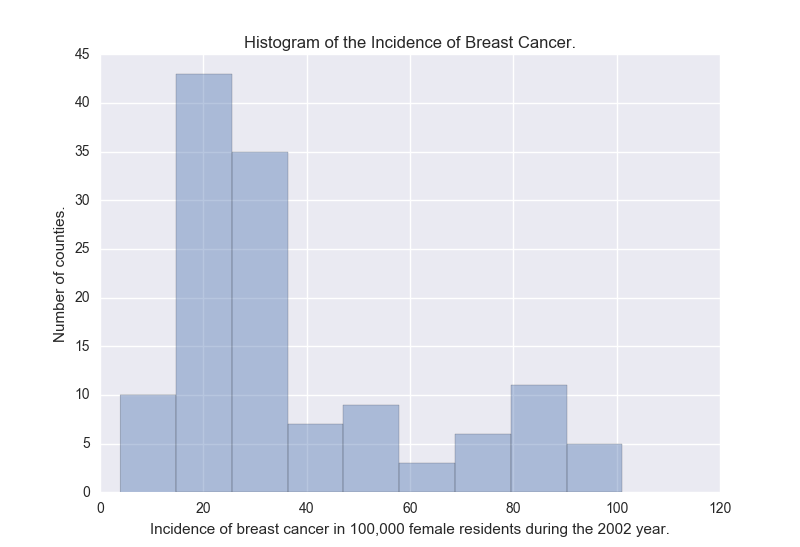 Histogram of the Incidence of Breast Cancer.
45
40
35
30
25
20
15
10
5
0
Number of counties.
0 20 40 60 80 100 120
Incidence of breast cancer in 100,000 female residents during the 2002 year.